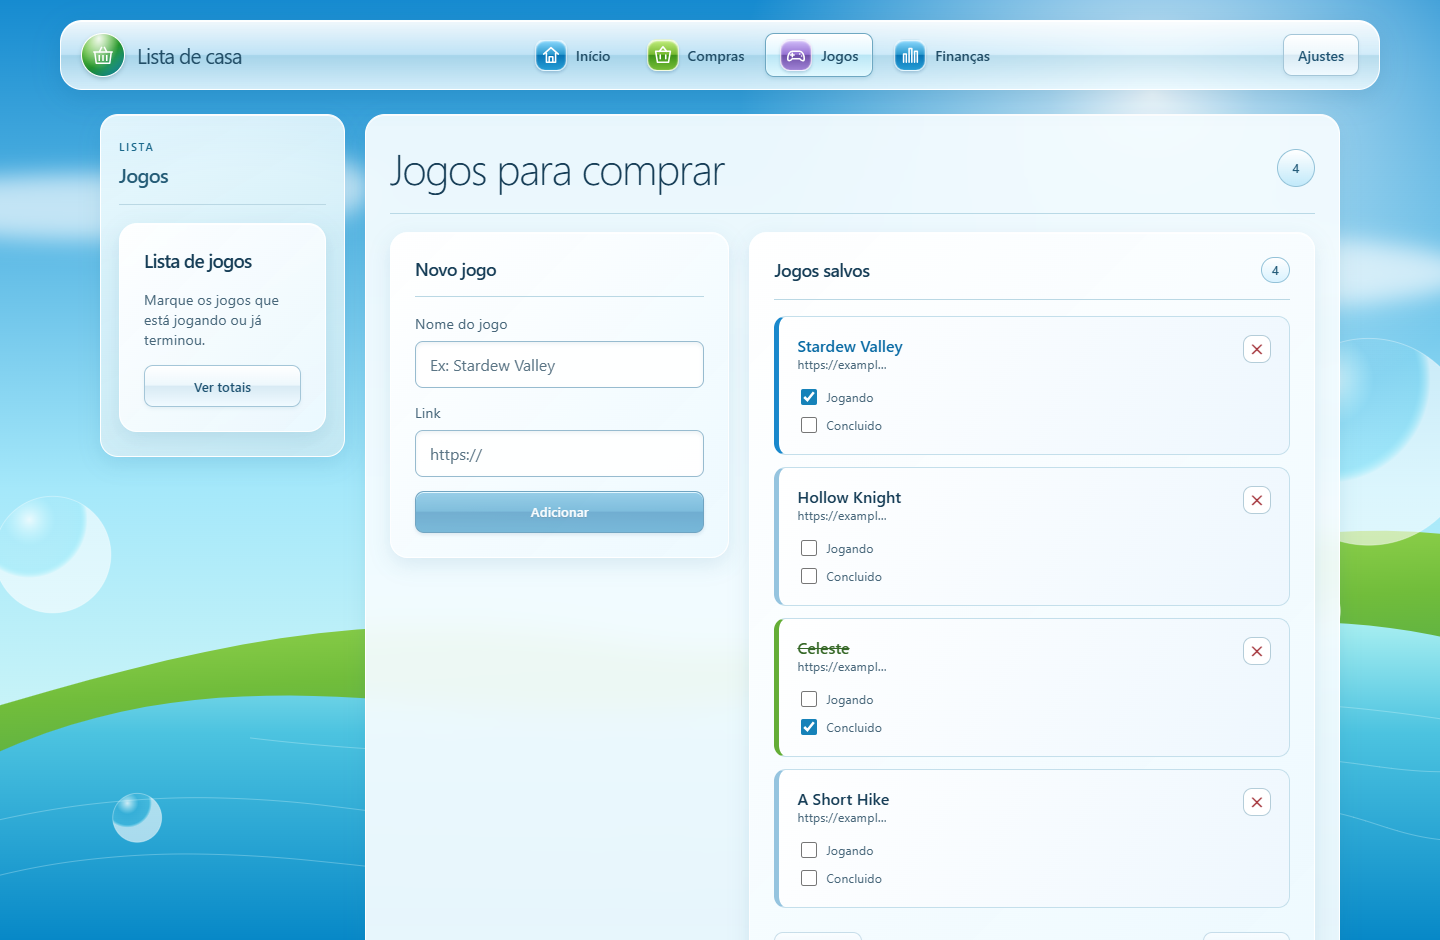 Lista de casa
Início
Compras
Jogos
Finanças
Ajustes
LISTA
Jogos
Lista de jogos
Marque os jogos que
está jogando ou já
terminou.
Ver totais
Jogos para comprar
4
Novo jogo
Nome do jogo
Ex: Stardew Valley
Link
https://
Adicionar
Jogos salvos
4
Stardew Valley
https://exampl...
Jogando
Concluido
Hollow Knight
https://exampl...
Jogando
Concluido
Celeste
https://exampl...
Jogando
Concluido
A Short Hike
https://exampl...
Jogando
Concluido